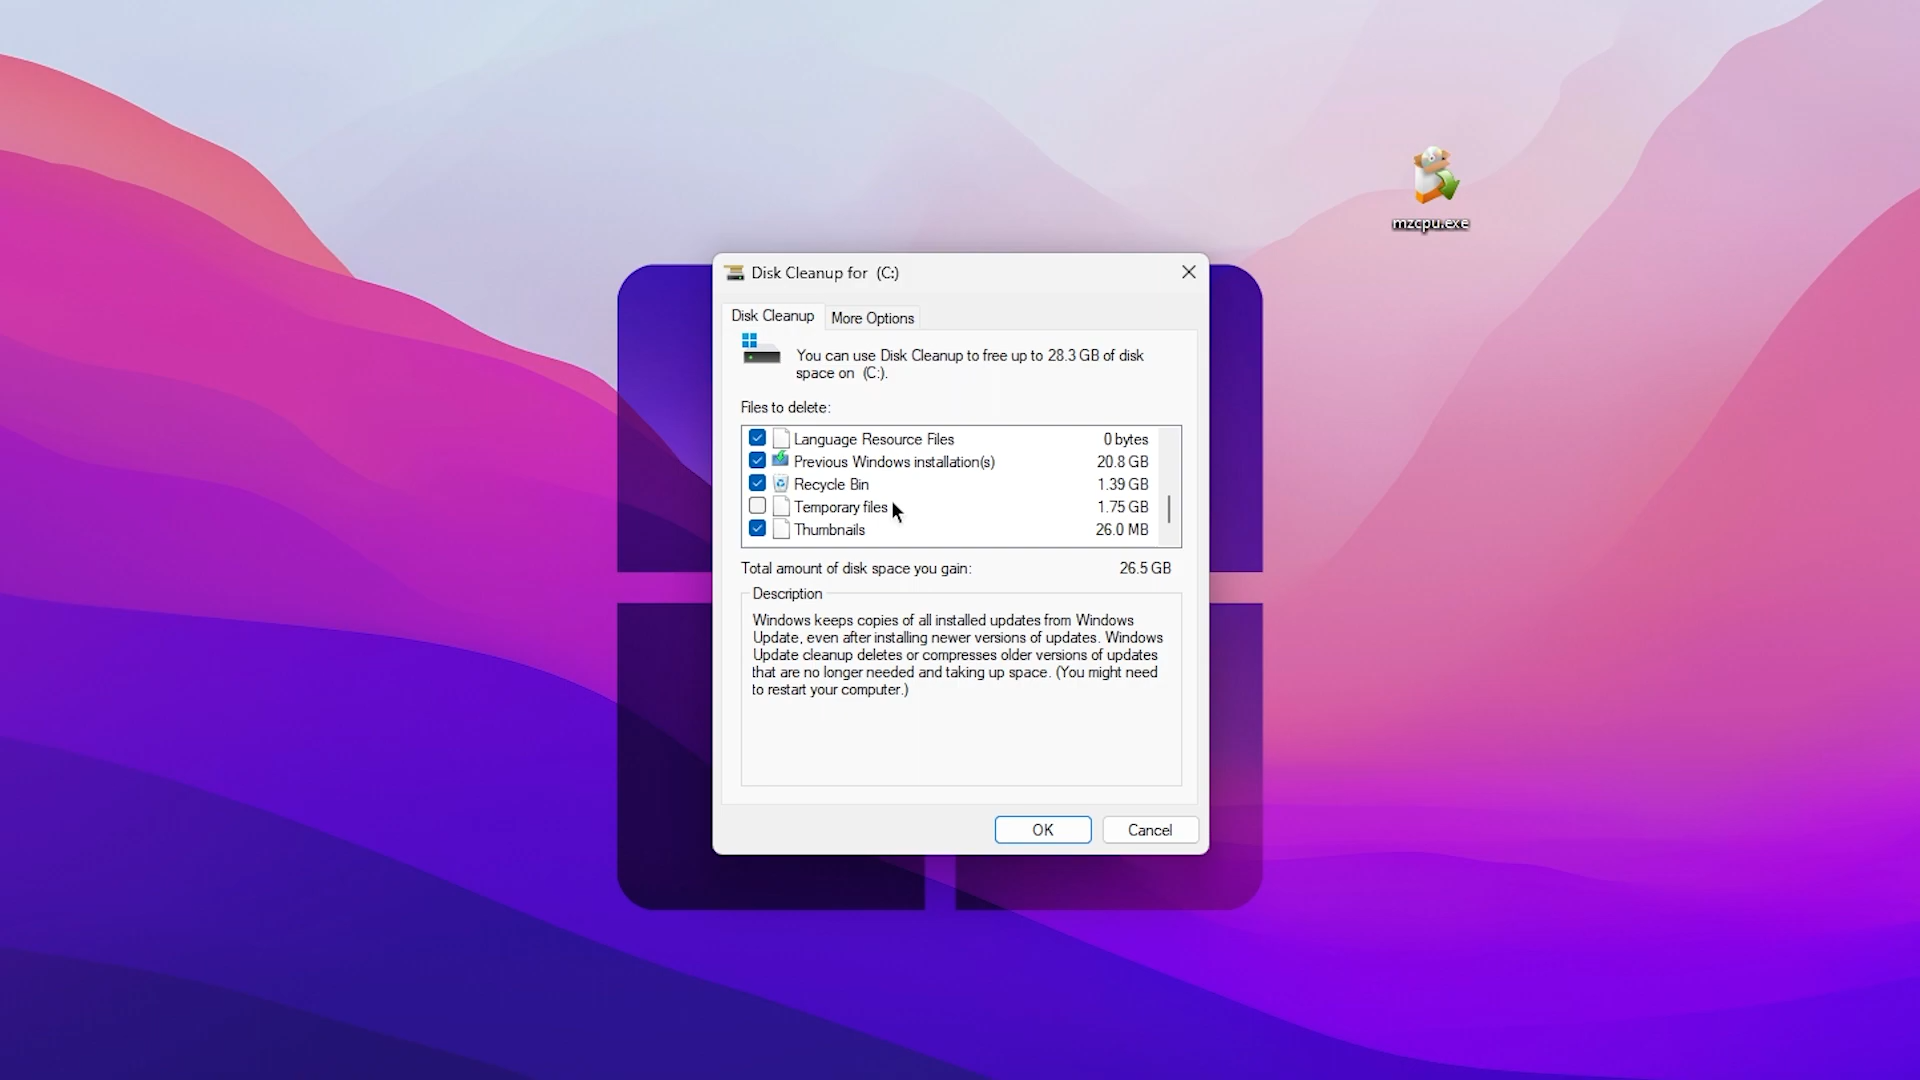 mzcpu.exe
Disk Cleanup for (C:)
Disk Cleanup
More Options
You can use Disk Cleanup to free up to 28.3 GB of disk
space on (C:).
Files to delete:
Language Resource Files 0 bytes
Previous Windows installation(s) 20.8 GB
Recycle Bin 1.39 GB
Temporary files 1.75 GB
Thumbnails 26.0 MB
Total amount of disk space you gain: 26.5 GB
Description
Windows keeps copies of all installed updates from Windows
Update, even after installing newer versions of updates. Windows
Update cleanup deletes or compresses older versions of updates
that are no longer needed and taking up space. (You might need
to restart your computer.)
OK
Cancel